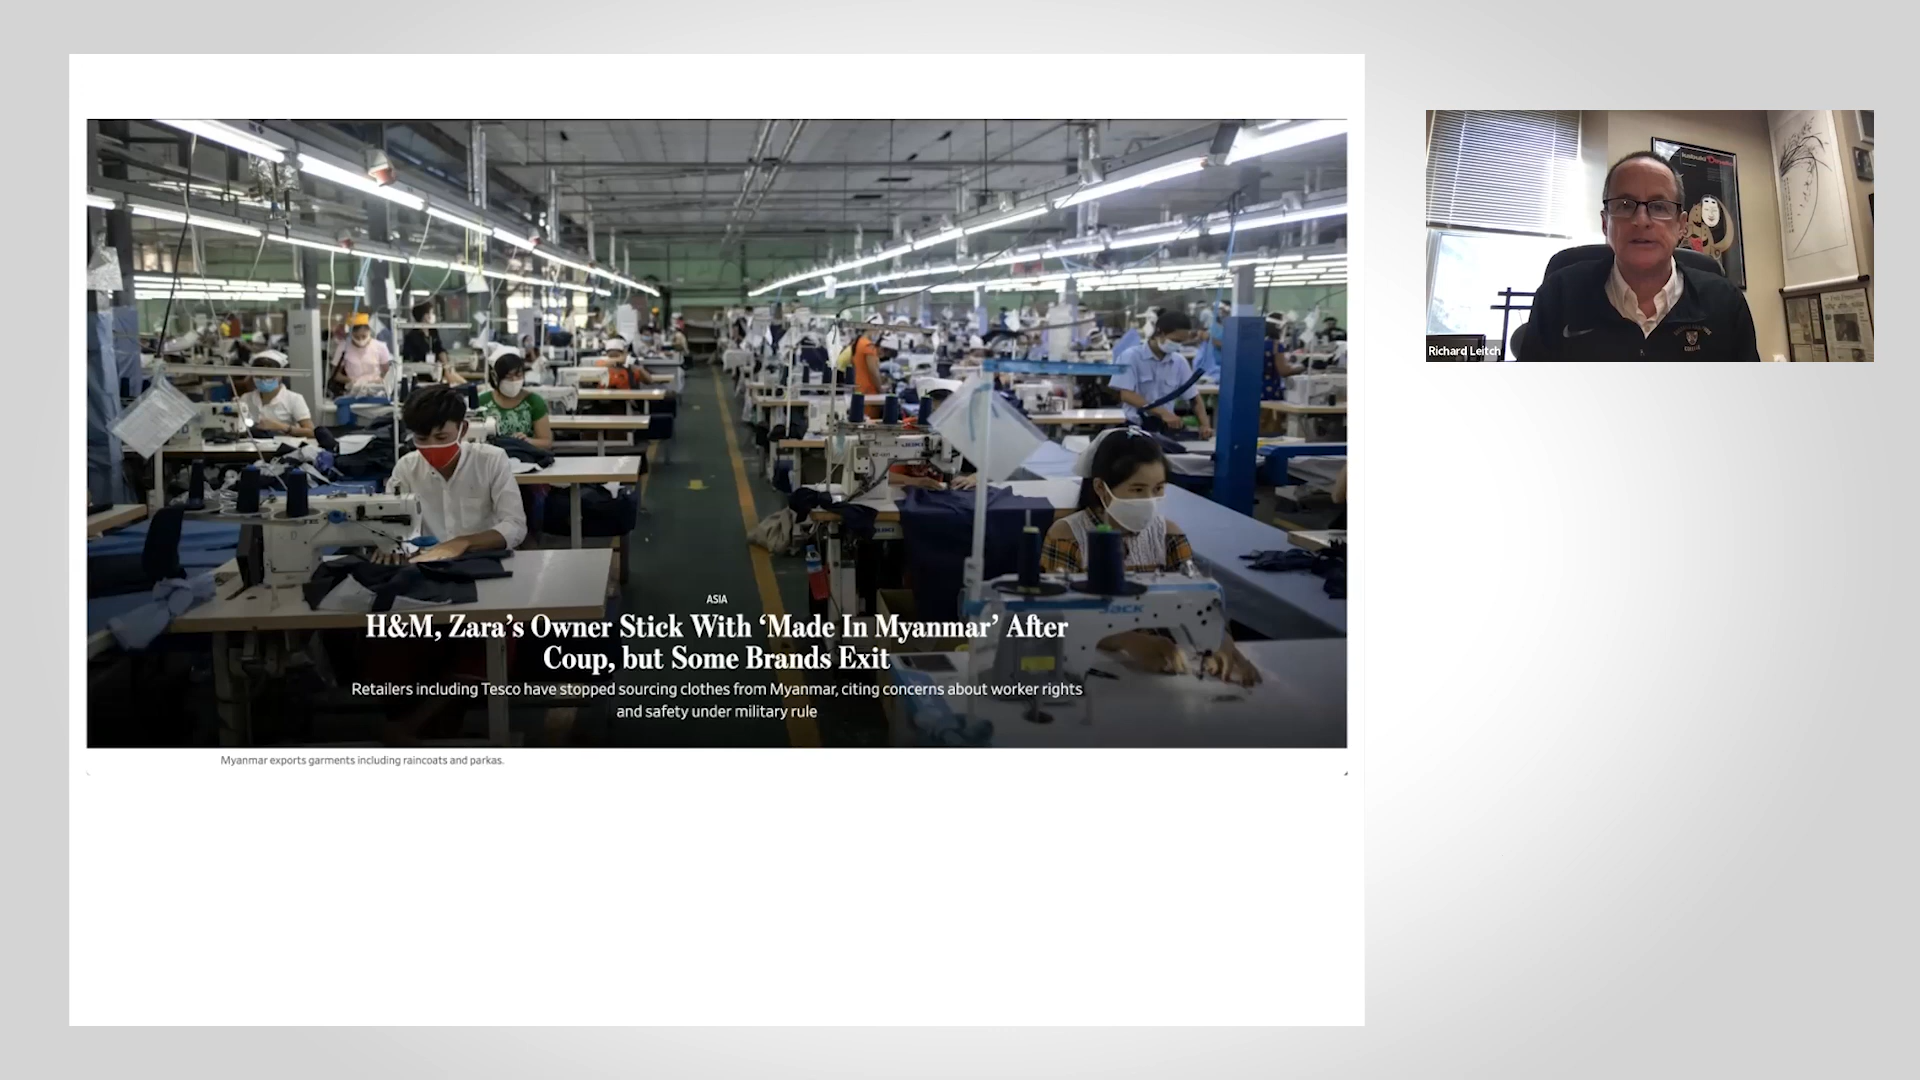 ASIA
H&M, Zara’s Owner Stick With ‘Made In Myanmar’ After
Coup, but Some Brands Exit
Retailers including Tesco have stopped sourcing clothes from Myanmar, citing concerns about worker rights
and safety under military rule
Myanmar exports garments including raincoats and parkas.
JACK
Richard Leitch